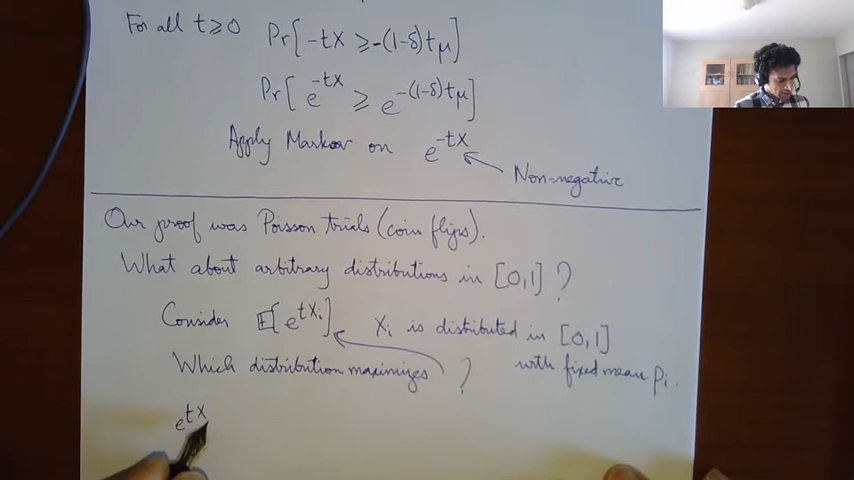 For all t ≥ 0 Pr[-tX ≥ -(1-δ)tμ]
Pr[e^{-tX} ≥ e^{-(1-δ)tμ}]
Apply Markov on e^{-tX}
Non-negative
Our proof was Poisson trials (coin flips).
What about arbitrary distributions in [0,1] ?
Consider E[e^{tX_i}] X_i is distributed in [0,1]
with fixed mean p_i.
Which distribution maximizes ?
e^{tx}